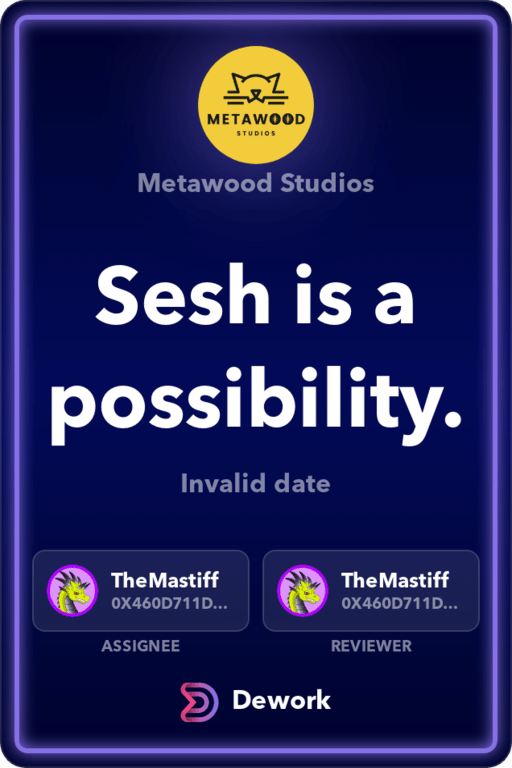 METAWOOD
STUDIOS
Metawood Studios
Sesh is a
possibility.
Invalid date
TheMastiff
0X460D711D...
ASSIGNEE
TheMastiff
0X460D711D...
REVIEWER
Dework